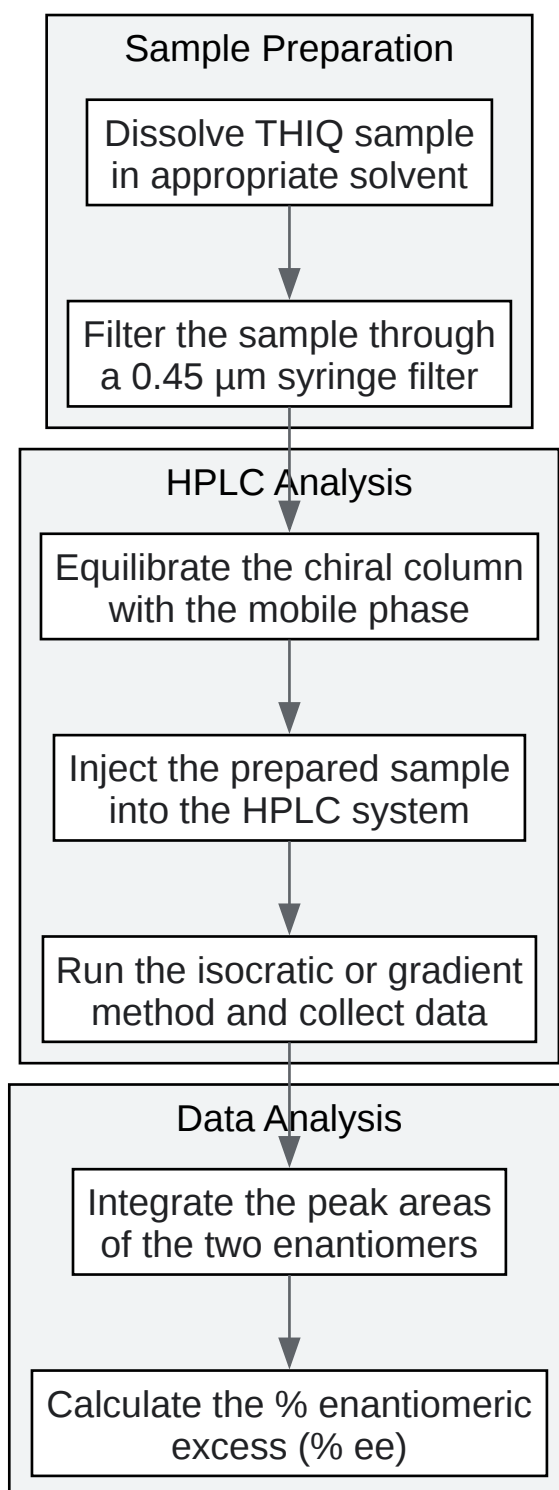 Sample Preparation
Dissolve THIQ sample
in appropriate solvent
Filter the sample through
a 0.45 µm syringe filter
HPLC Analysis
Equilibrate the chiral column
with the mobile phase
Inject the prepared sample
into the HPLC system
Run the isocratic or gradient
method and collect data
Data Analysis
Integrate the peak areas
of the two enantiomers
Calculate the % enantiomeric
excess (% ee)